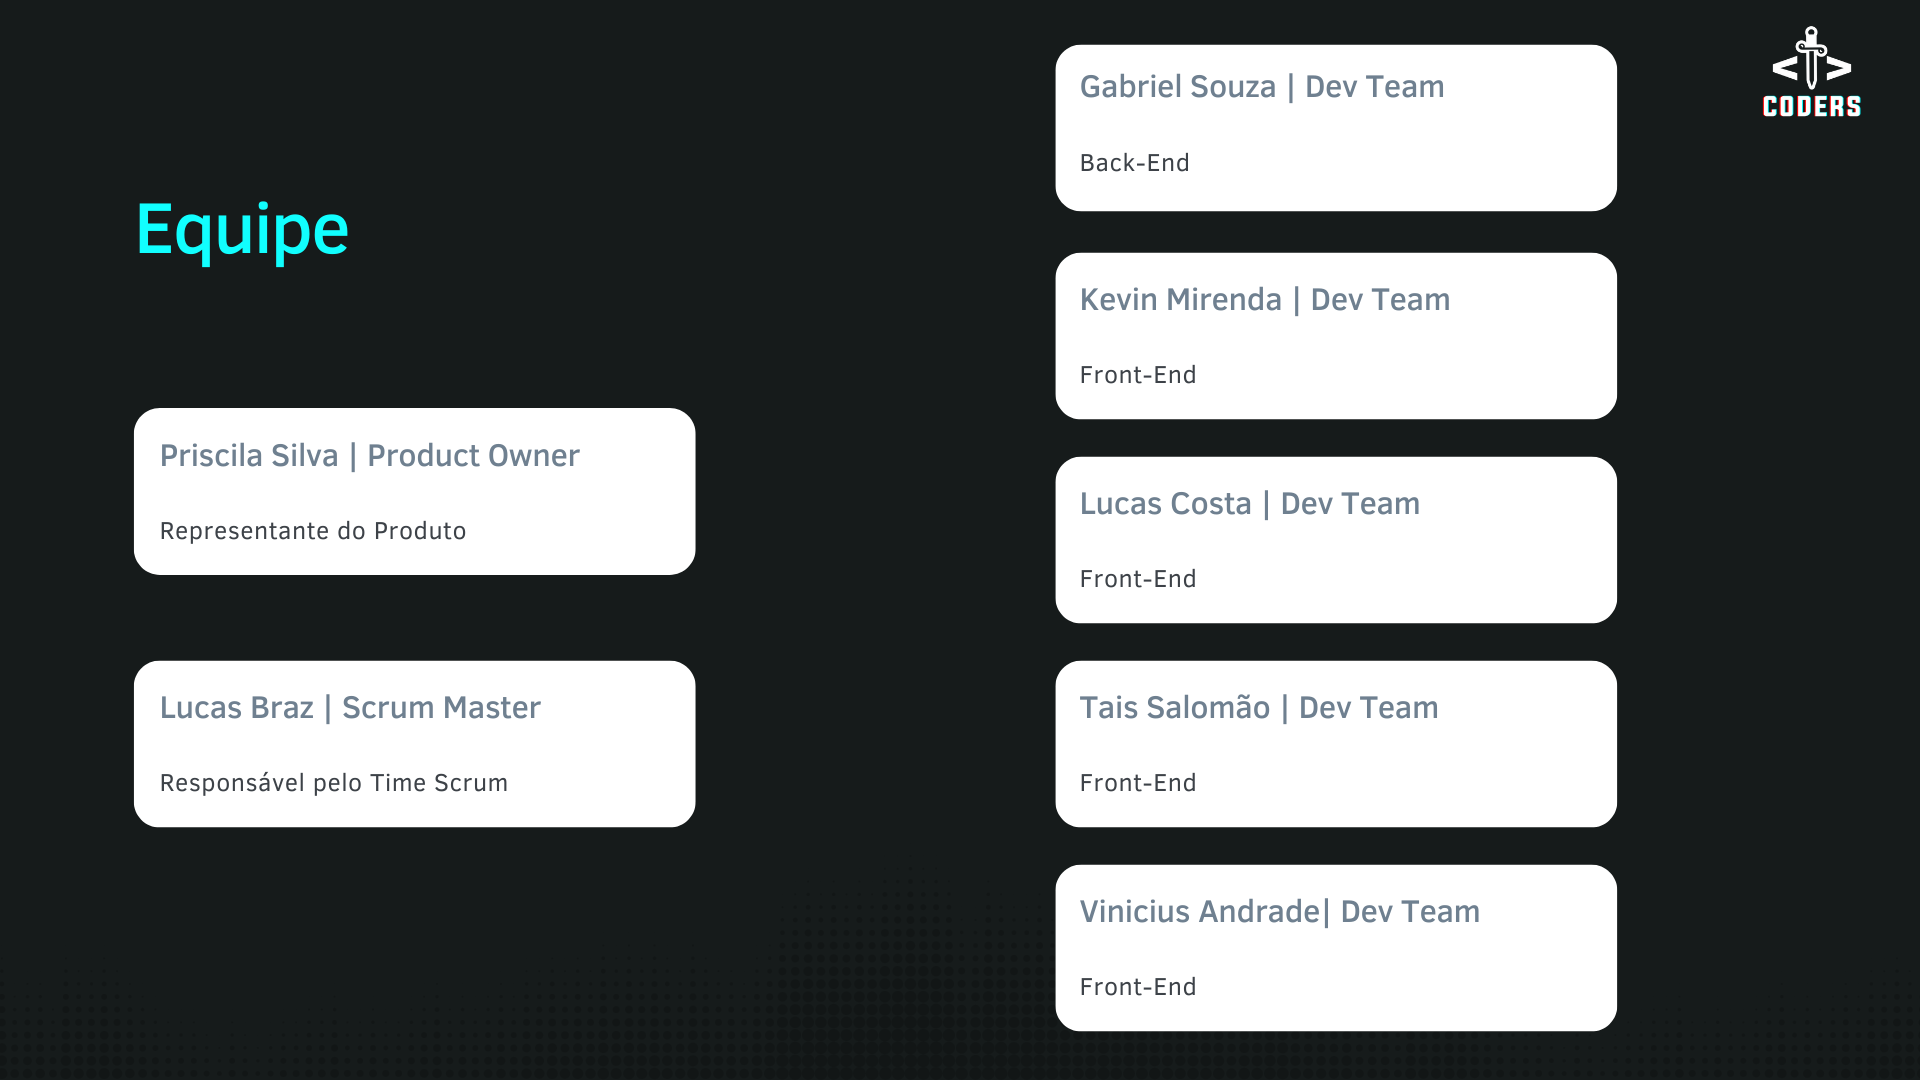 Equipe
Priscila Silva | Product Owner
Representante do Produto
Lucas Braz | Scrum Master
Responsável pelo Time Scrum
Gabriel Souza | Dev Team
Back-End
Kevin Mirenda | Dev Team
Front-End
Lucas Costa | Dev Team
Front-End
Tais Salomão | Dev Team
Front-End
Vinicius Andrade| Dev Team
Front-End
CODERS